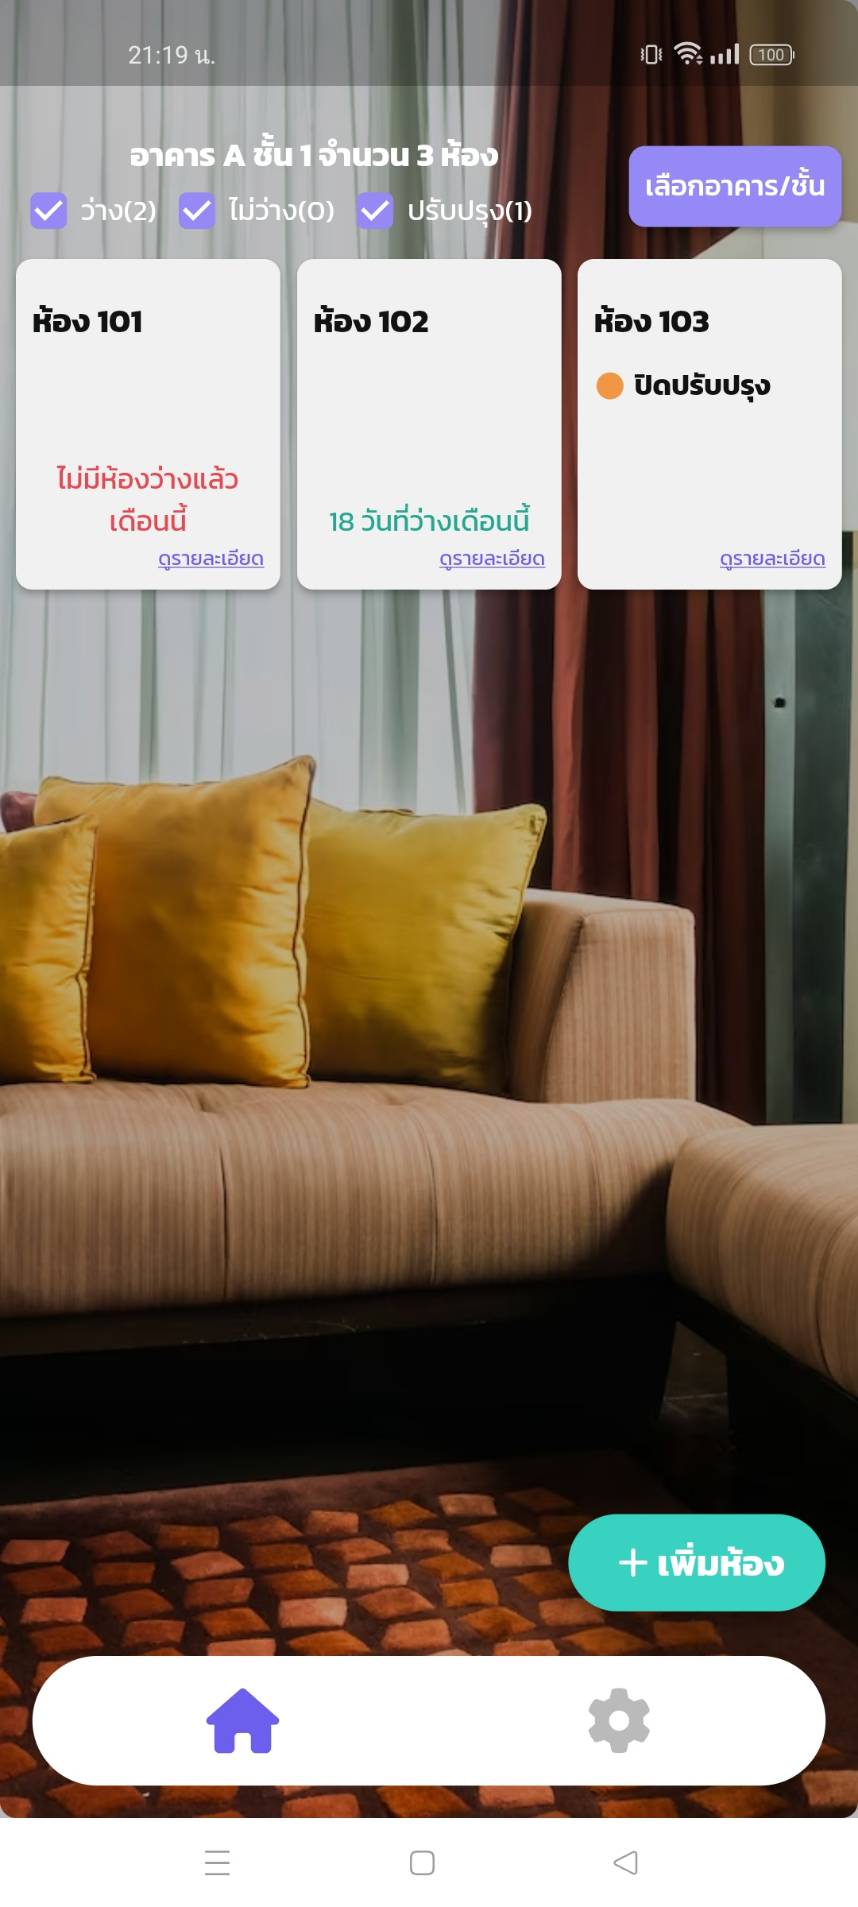 21:19 น.
100
อาคาร A ชั้น 1 จำนวน 3 ห้อง
เลือกอาคาร/ชั้น
ว่าง(2) ไม่ว่าง(0) ปรับปรุง(1)
ห้อง 101
ไม่มีห้องว่างแล้ว
เดือนนี้
ดูรายละเอียด
ห้อง 102
18 วันที่ว่างเดือนนี้
ดูรายละเอียด
ห้อง 103
ปิดปรับปรุง
ดูรายละเอียด
+ เพิ่มห้อง